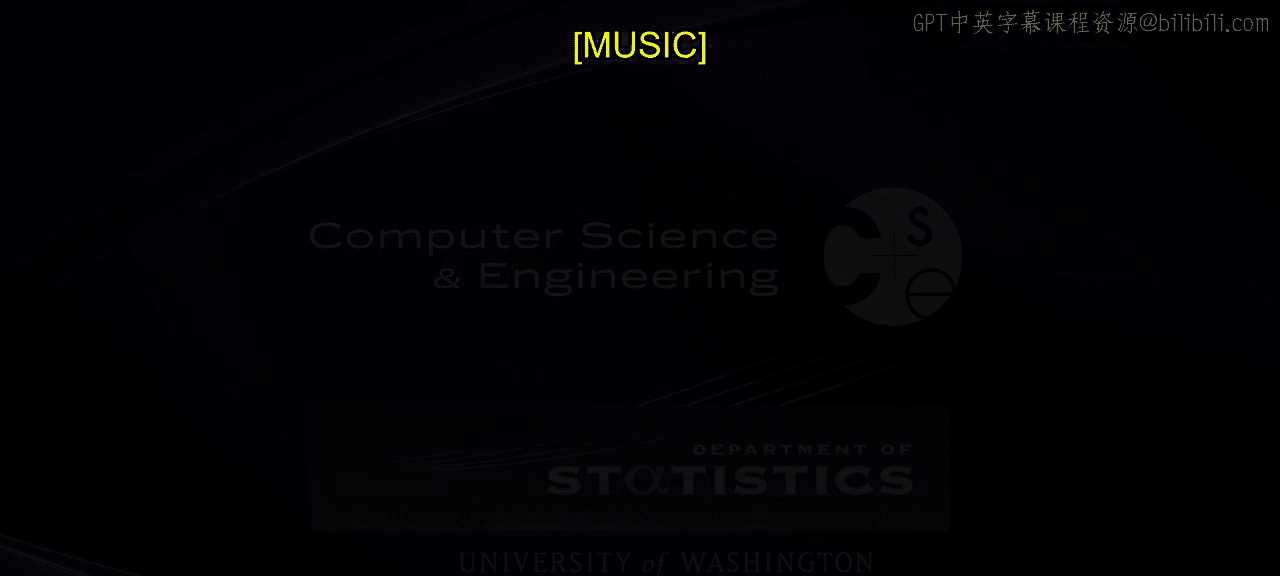 GPT中英字幕课程资源@bilibili.com
[MUSIC]
Computer Science
& Engineering
CSe
DEPARTMENT OF
STαTISTICS
UNIVERSITY of WASHINGTON